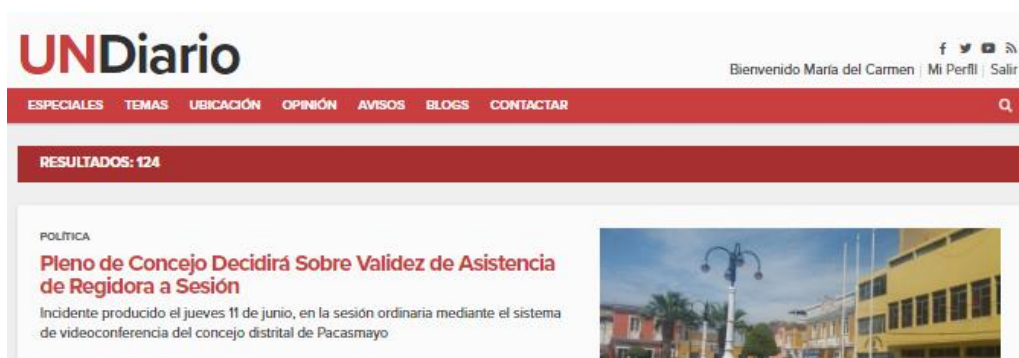 UNDiario
Bienvenido María del Carmen | Mi Perfil | Salir
ESPECIALES TEMAS UBICACIÓN OPINIÓN AVISOS BLOGS CONTACTAR
RESULTADOS: 124
POLÍTICA
Pleno de Concejo Decidirá Sobre Validez de Asistencia
de Regidora a Sesión
Incidente producido el jueves 11 de junio, en la sesión ordinaria mediante el sistema
de videoconferencia del concejo distrital de Pacasmayo